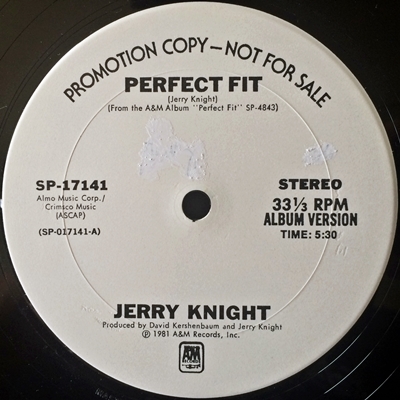 PROMOTION COPY—NOT FOR SALE
PERFECT FIT
(Jerry Knight)
(From the A&M Album "Perfect Fit" SP-4843)
SP-17141
Almo Music Corp./
Crimsco Music
(ASCAP)
(SP-017141-A)
STEREO
33⅓ RPM
ALBUM VERSION
TIME: 5:30
JERRY KNIGHT
Produced by David Kershenbaum and Jerry Knight
℗ 1981 A&M Records, Inc.
A&M
RECORDS